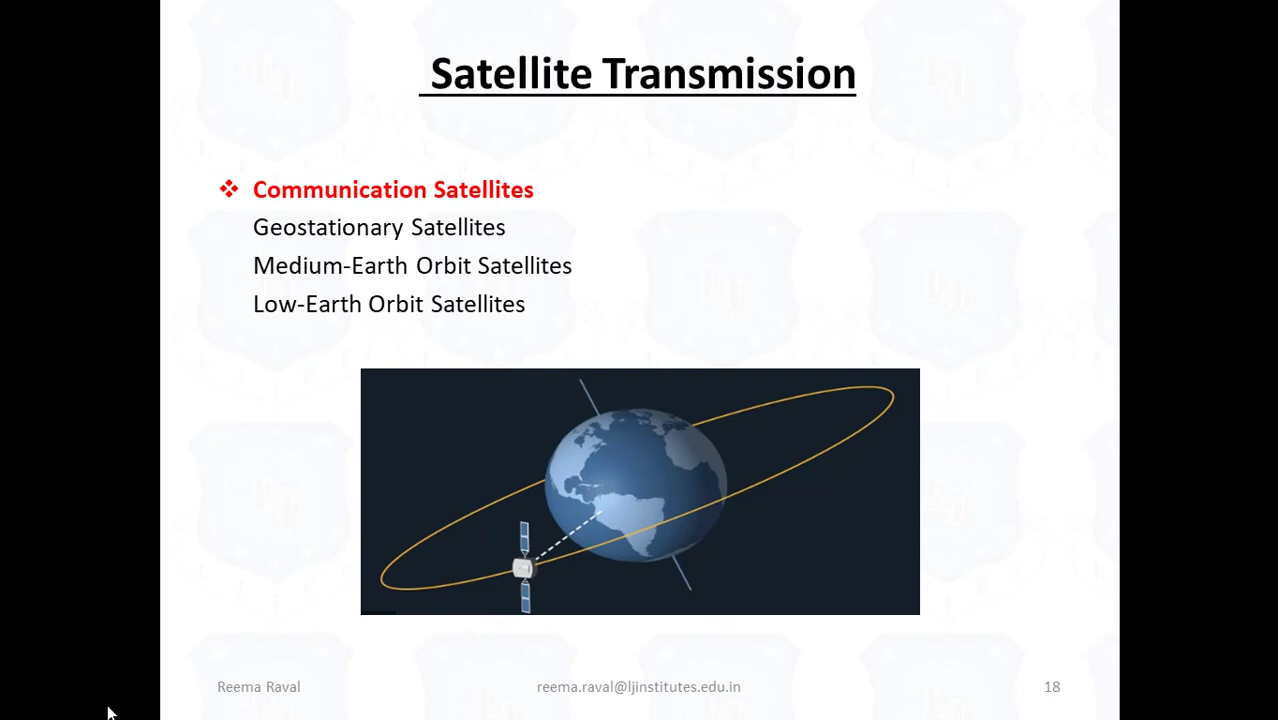 Satellite Transmission
❖ Communication Satellites
Geostationary Satellites
Medium-Earth Orbit Satellites
Low-Earth Orbit Satellites
Reema Raval
reema.raval@ljinstitutes.edu.in
18